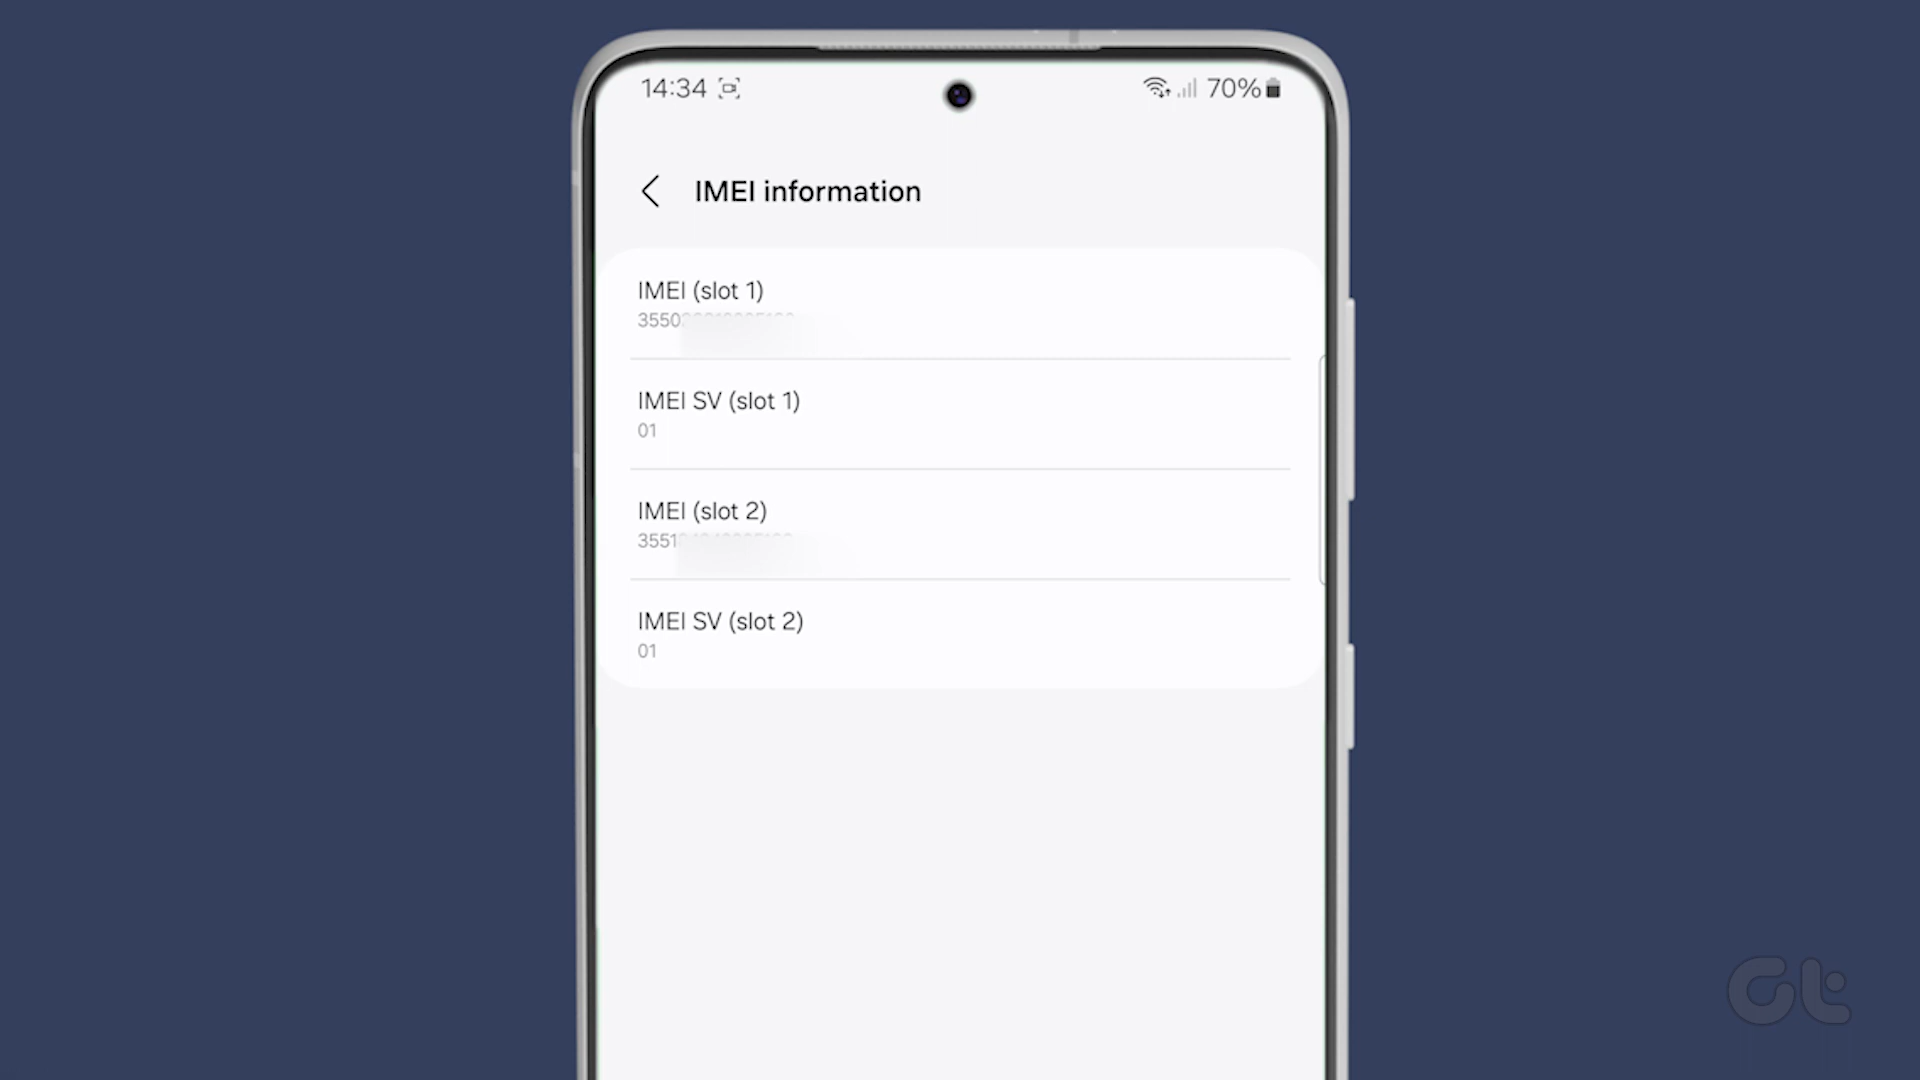 14:34
70%
IMEI information
IMEI (slot 1)
3550
IMEI SV (slot 1)
01
IMEI (slot 2)
3551
IMEI SV (slot 2)
01
Gt